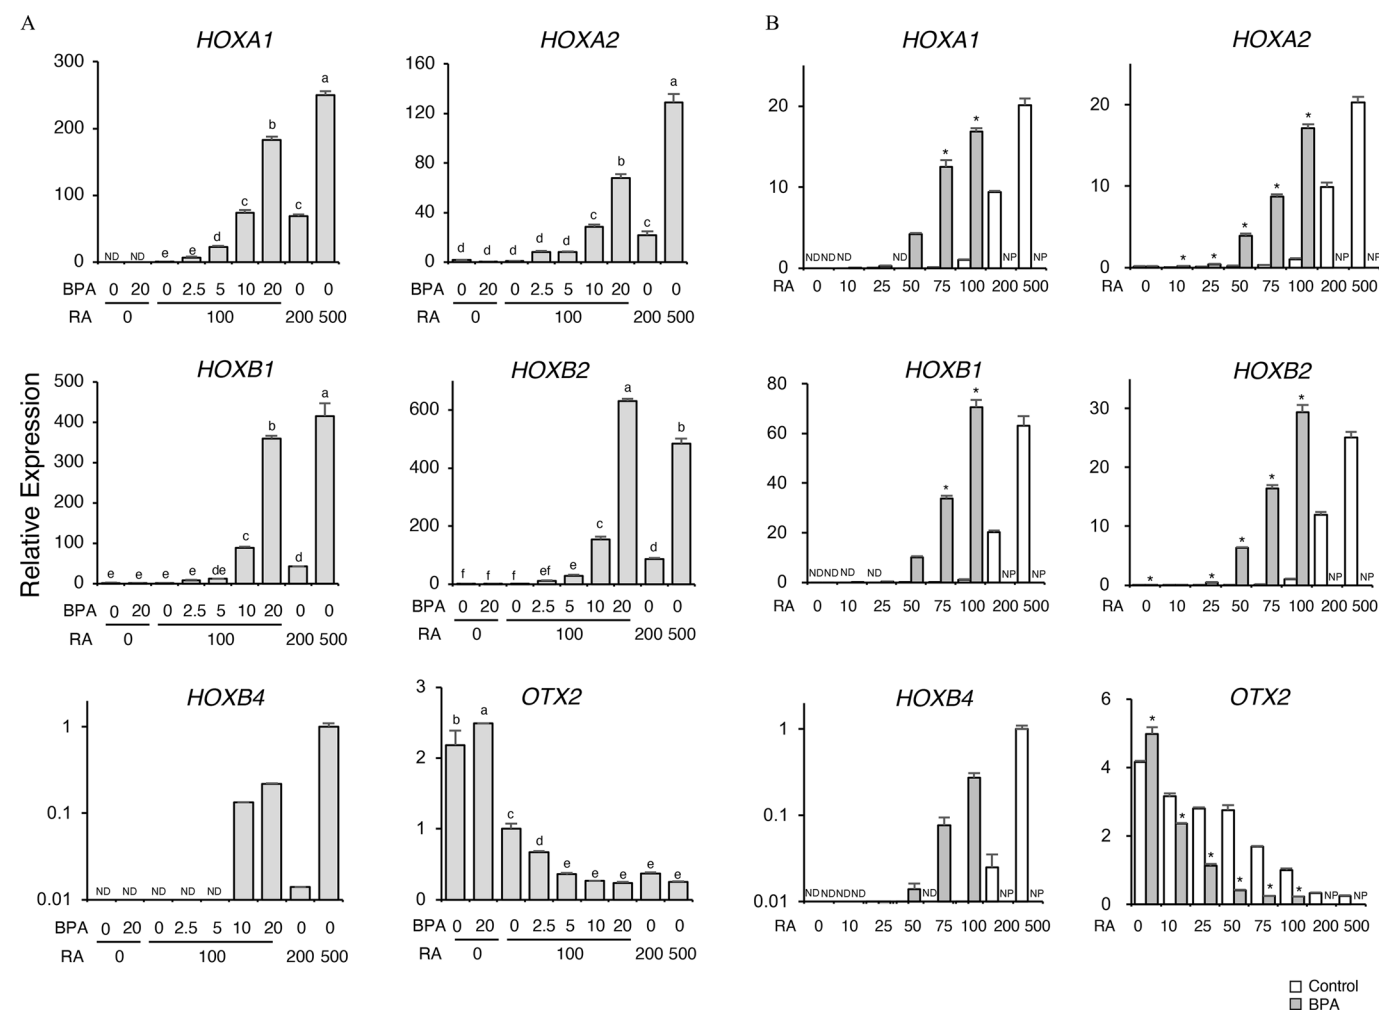 A
B
HOXA1
HOXA2
HOXA1
HOXA2
300
200
100
0
ND ND e e d c b c a
BPA 0 20 0 2.5 5 10 20 0 0
RA 0 100 200 500
160
120
80
40
0
d d d d d c b c a
0 20 0 2.5 5 10 20 0 0
0 100 200 500
20
10
0
ND ND ND ND * * NP NP
RA 0 10 25 50 75 100 200 500
20
10
0
* * * * * NP NP
RA 0 10 25 50 75 100 200 500
Relative Expression
HOXB1
HOXB2
HOXB1
HOXB2
500
400
300
200
100
0
e e e e de c b d a
BPA 0 20 0 2.5 5 10 20 0 0
RA 0 100 200 500
600
400
200
0
f f f ef e c a d b
0 20 0 2.5 5 10 20 0 0
0 100 200 500
80
60
40
20
0
ND ND ND ND * * NP NP
RA 0 10 25 50 75 100 200 500
30
20
10
0
* * * * * NP NP
RA 0 10 25 50 75 100 200 500
HOXB4
OTX2
HOXB4
OTX2
1
0.1
0.01
ND ND ND ND ND
BPA 0 20 0 2.5 5 10 20 0 0
RA 0 100 200 500
3
2
1
0
b a c d e e e e e
0 20 0 2.5 5 10 20 0 0
0 100 200 500
1
0.1
0.01
ND ND ND ND ND NP NP
RA 0 10 25 50 75 100 200 500
6
4
2
0
* * * * * * NP NP
RA 0 10 25 50 75 100 200 500
Control
BPA